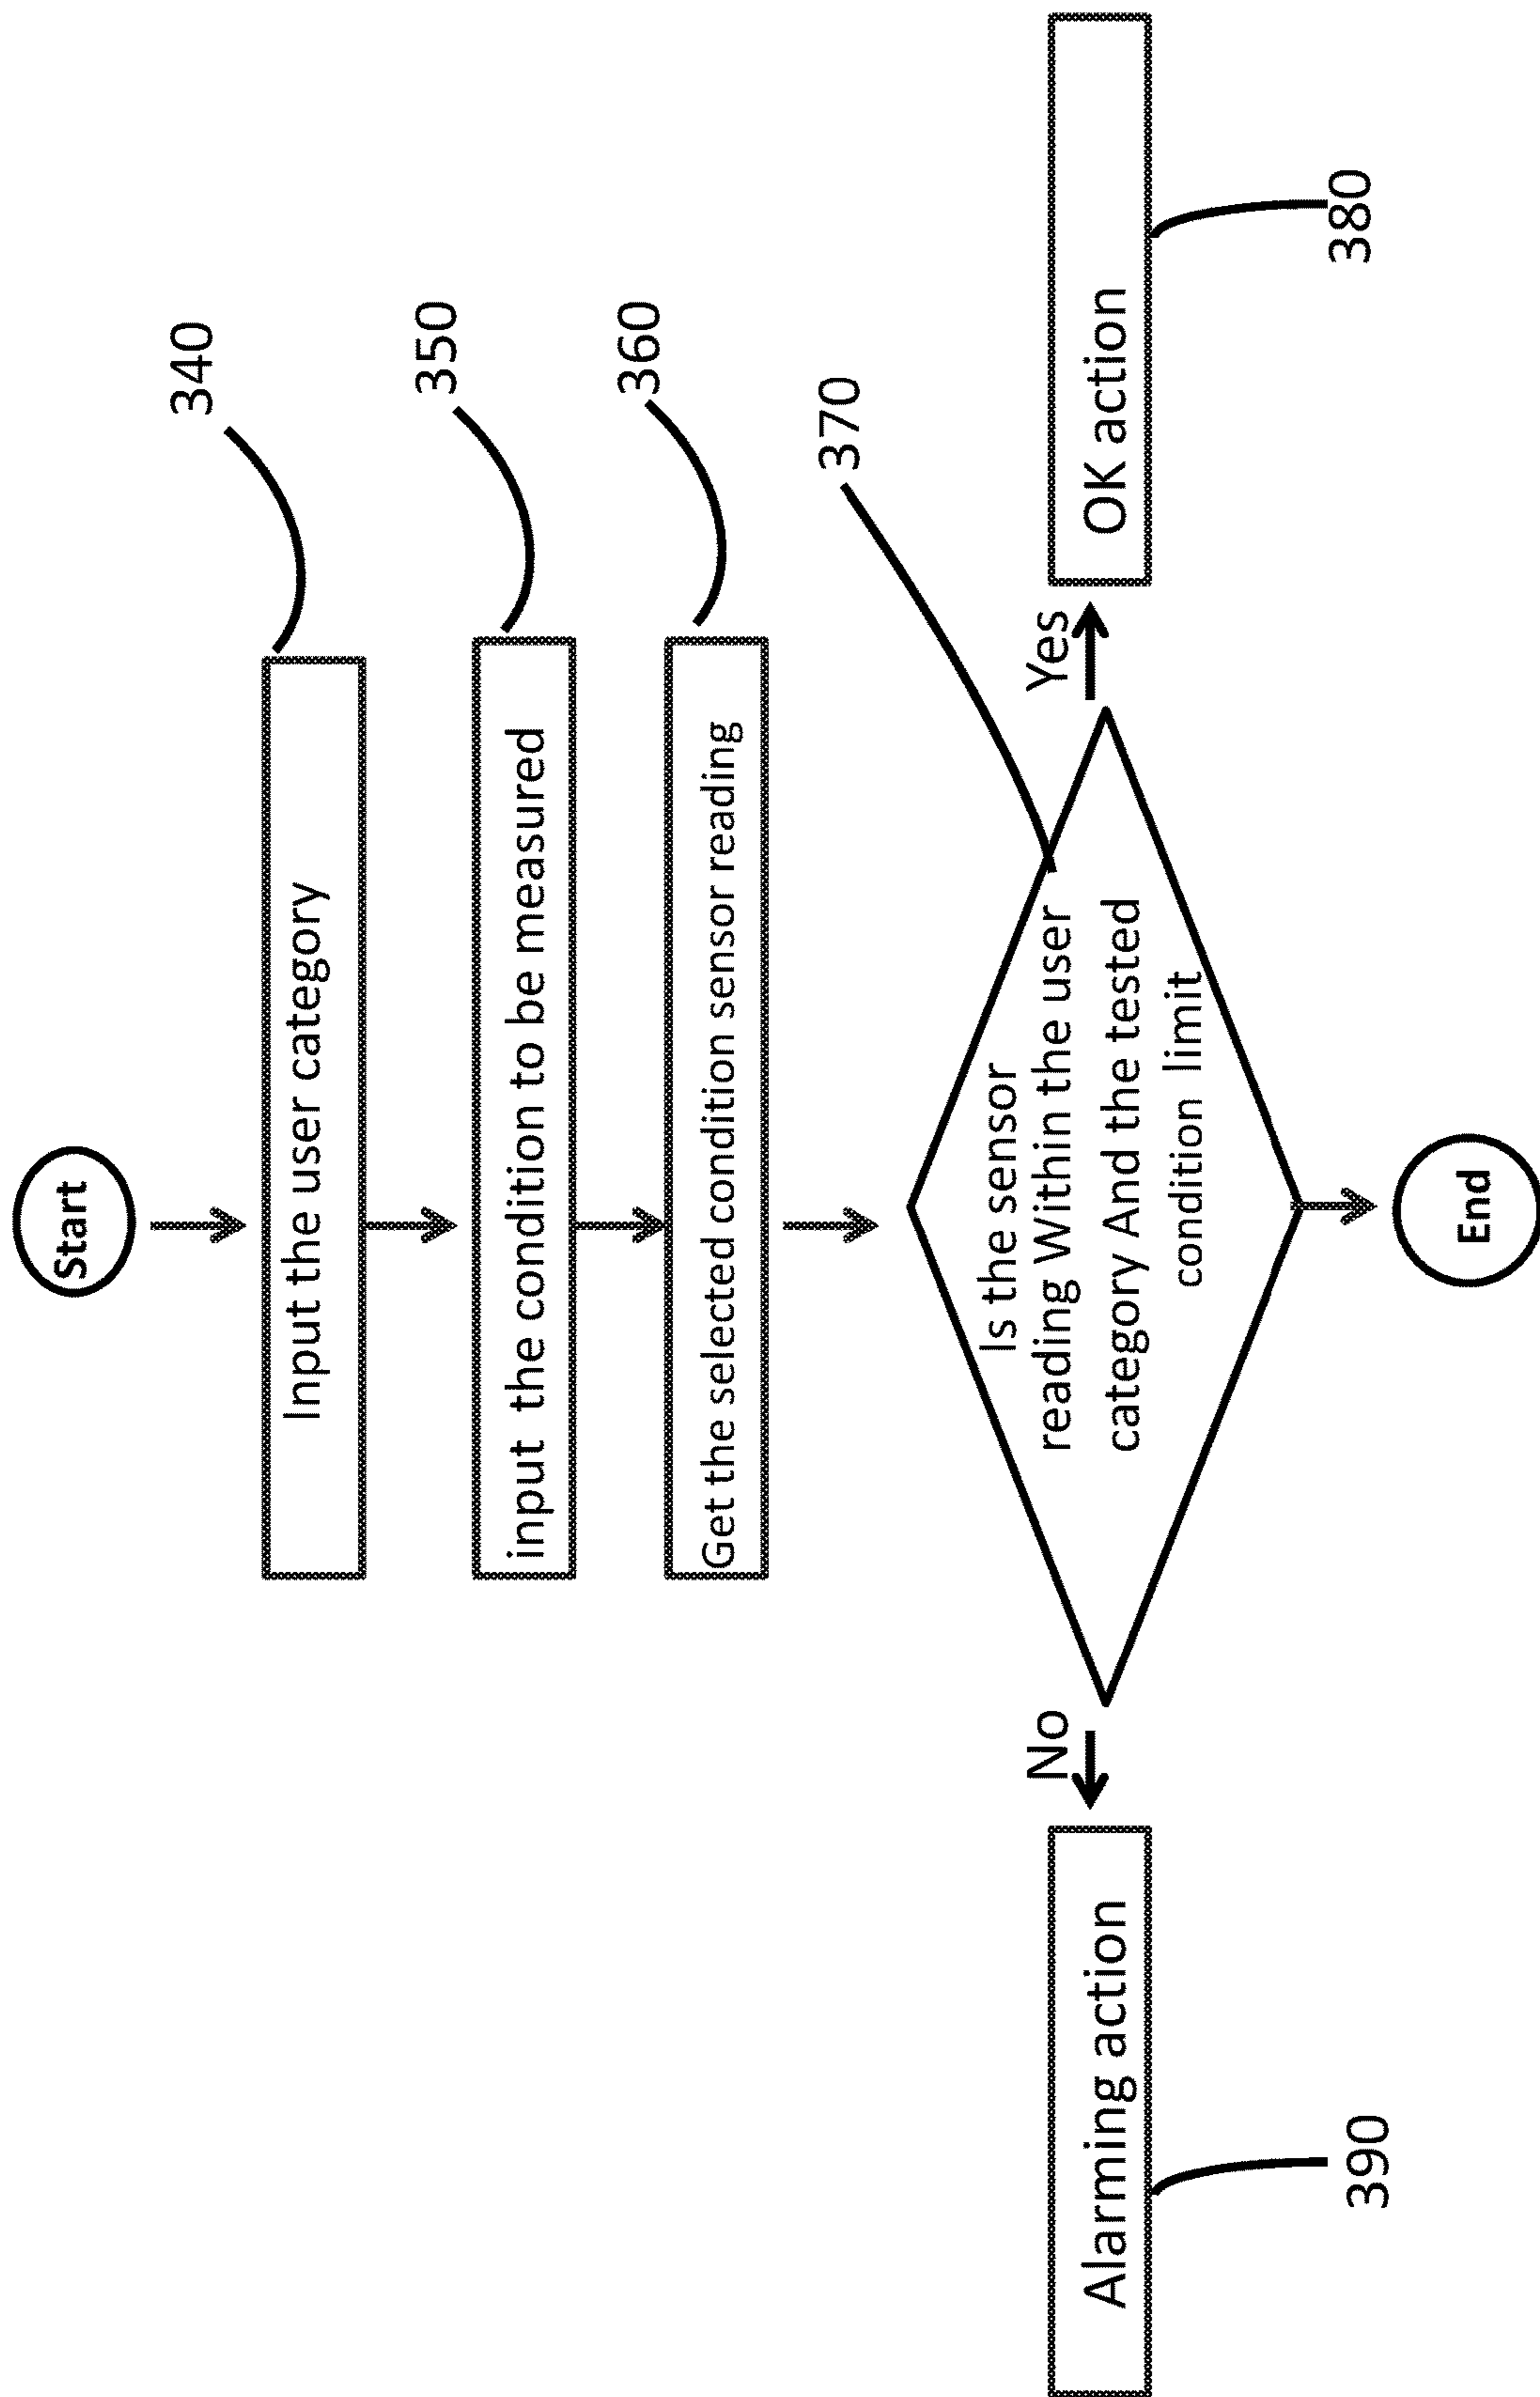 Start
Input the user category
340
input the condition to be measured
350
Get the selected condition sensor reading
360
370
Is the sensor
reading Within the user
category And the tested
condition limit
No
Yes
Alarming action
OK action
390
380
End